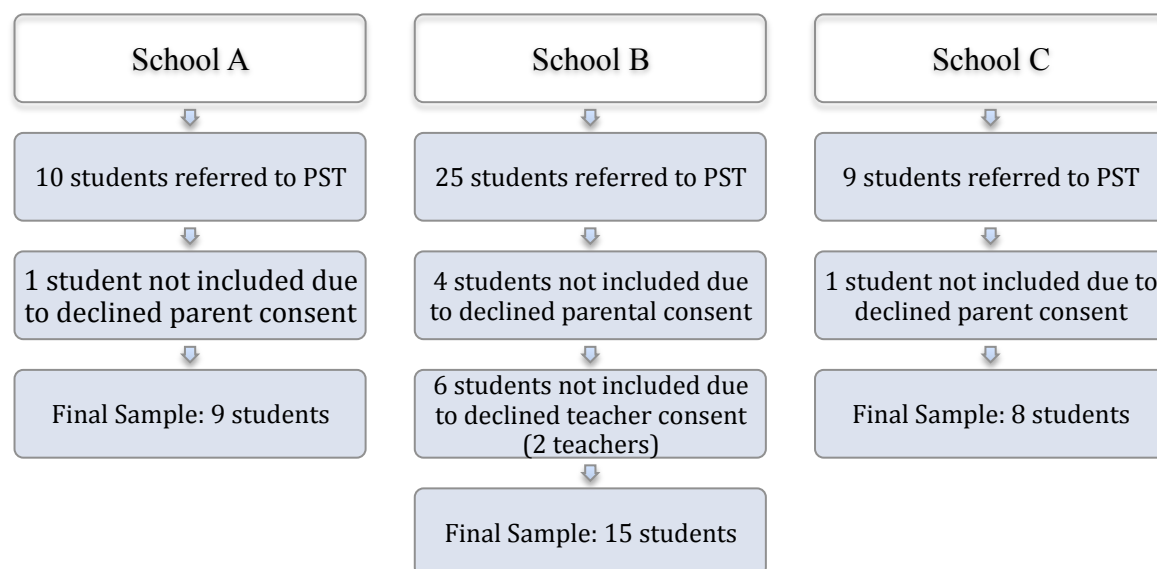 School A
10 students referred to PST
1 student not included due
to declined parent consent
Final Sample: 9 students
School B
25 students referred to PST
4 students not included due
to declined parental consent
6 students not included due
to declined teacher consent
(2 teachers)
Final Sample: 15 students
School C
9 students referred to PST
1 student not included due to
declined parent consent
Final Sample: 8 students